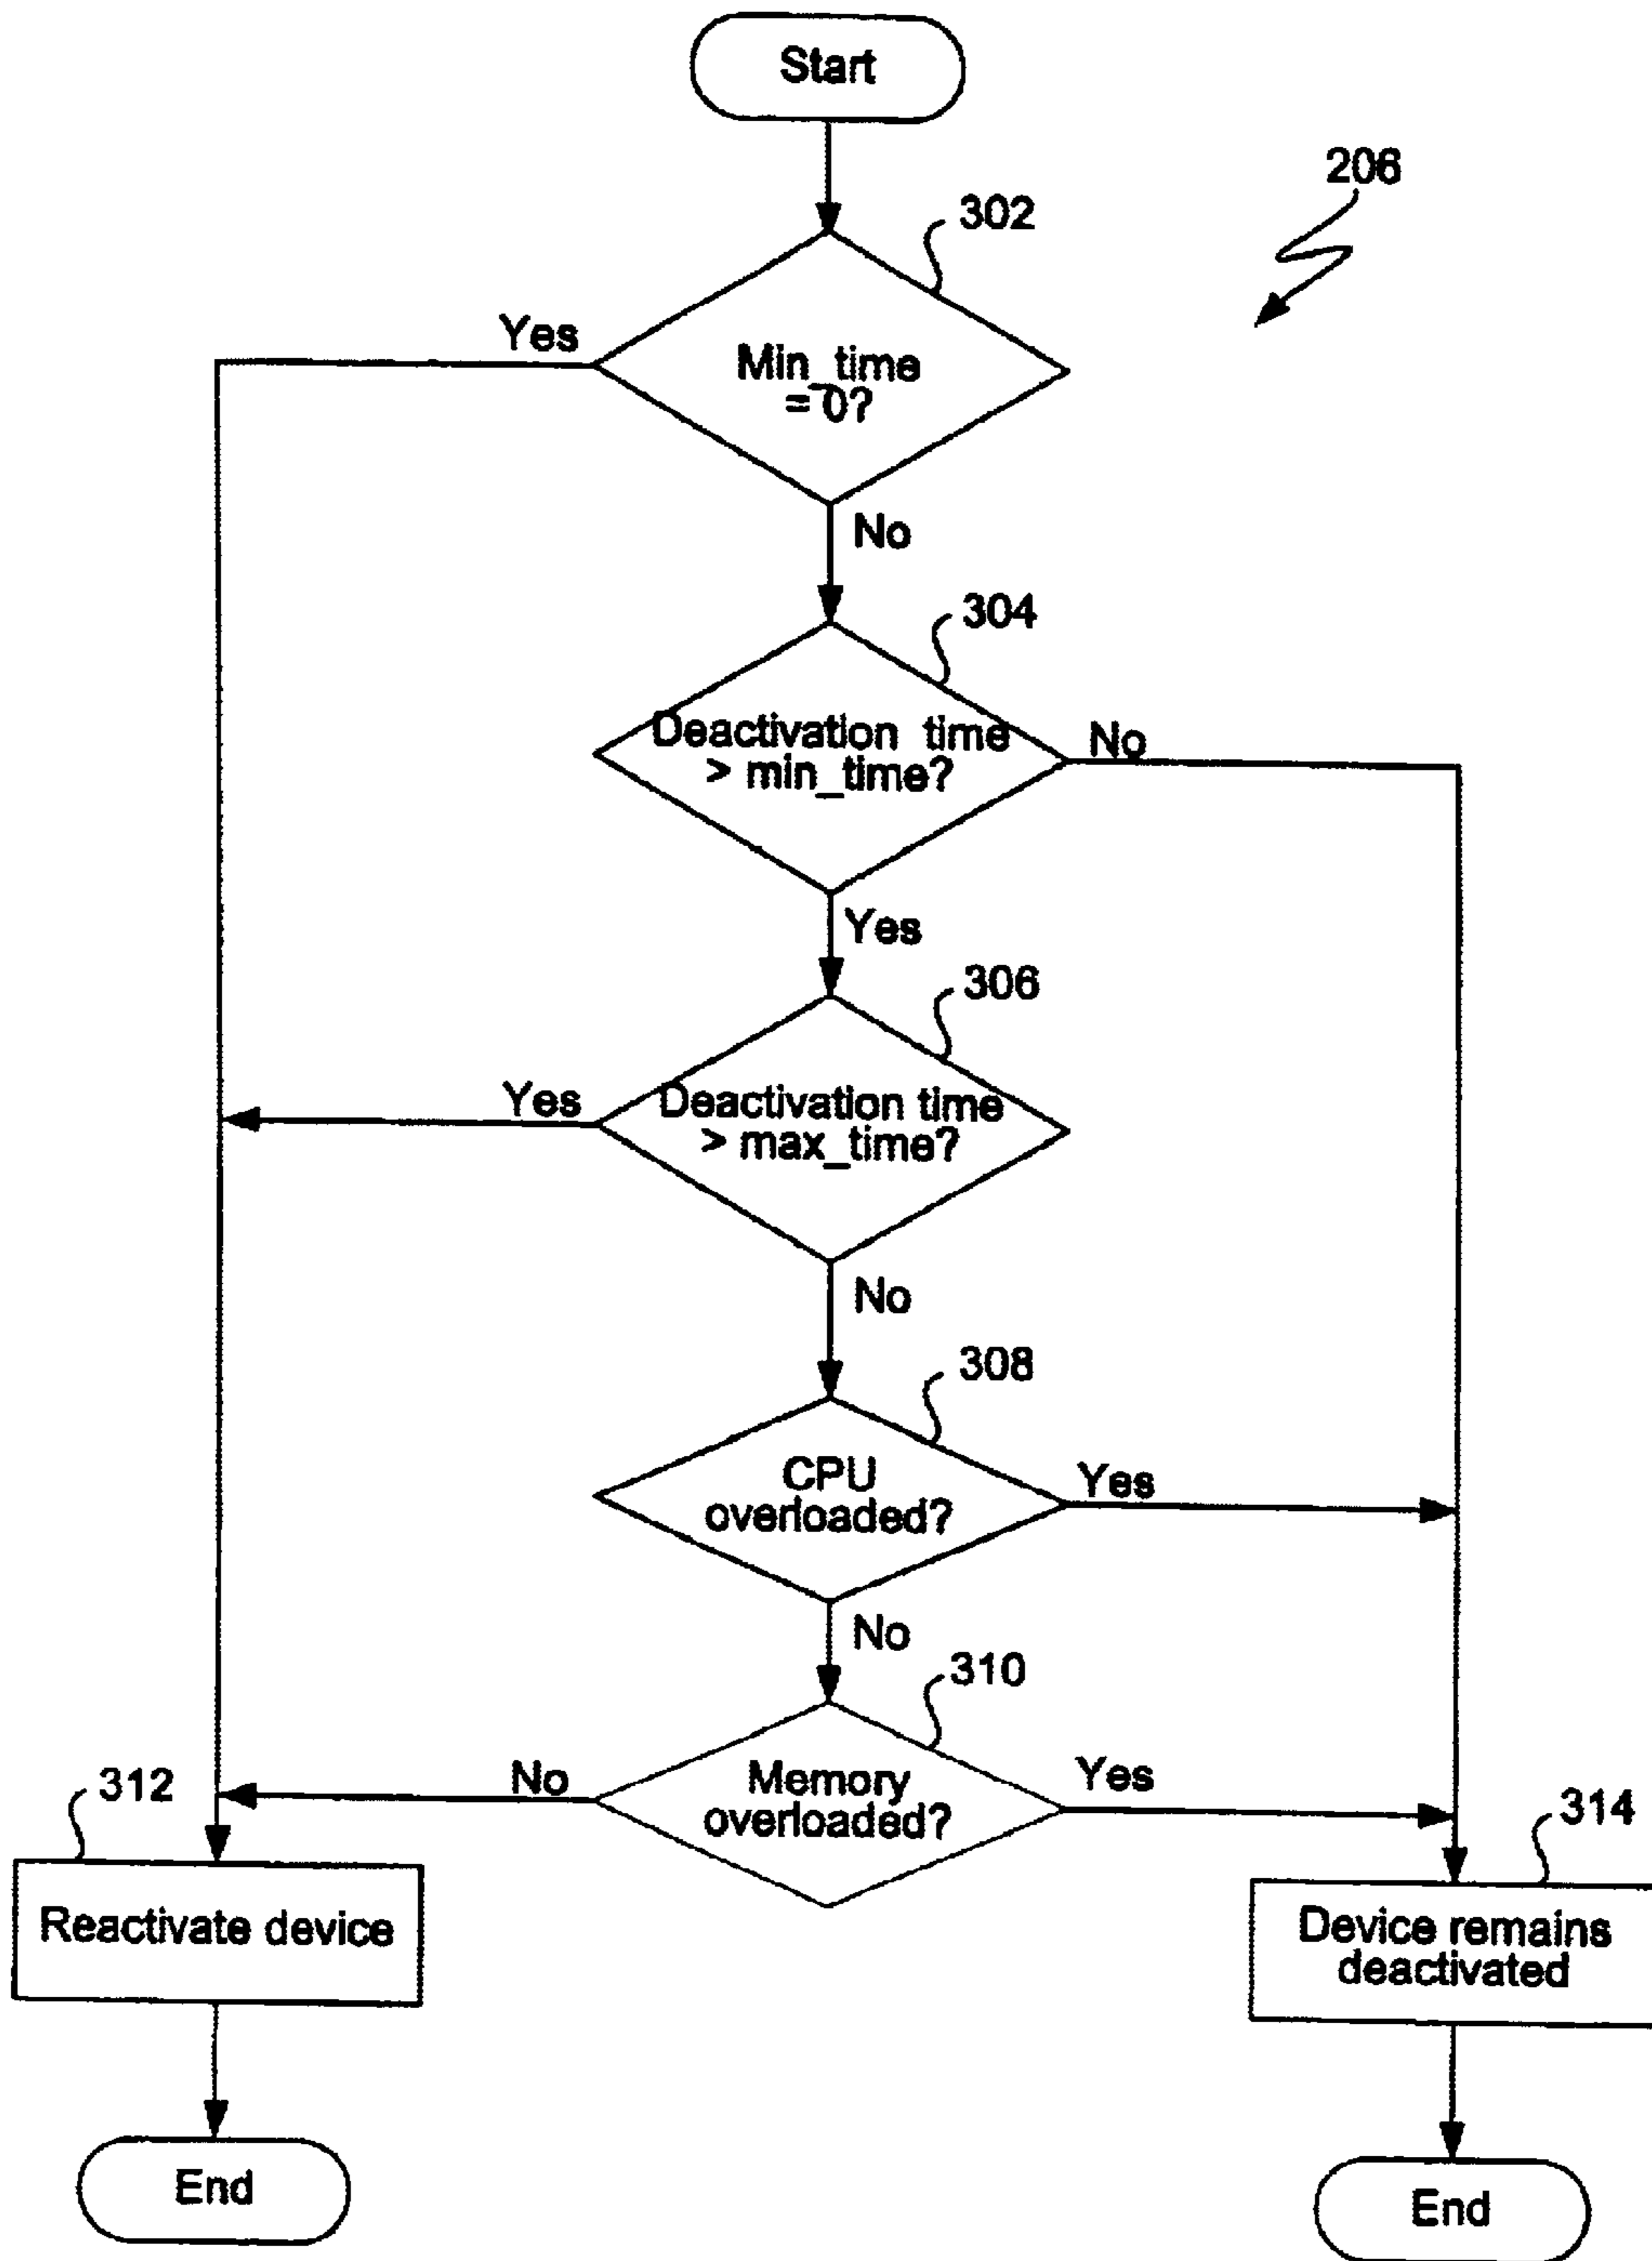 Start
206
302
Yes
Min_time
= 0?
No
304
Deactivation time
> min_time?
No
Yes
306
Yes
Deactivation time
> max_time?
No
308
CPU
overloaded?
Yes
No
310
312
No
Memory
overloaded?
Yes
314
Reactivate device
Device remains
deactivated
End
End